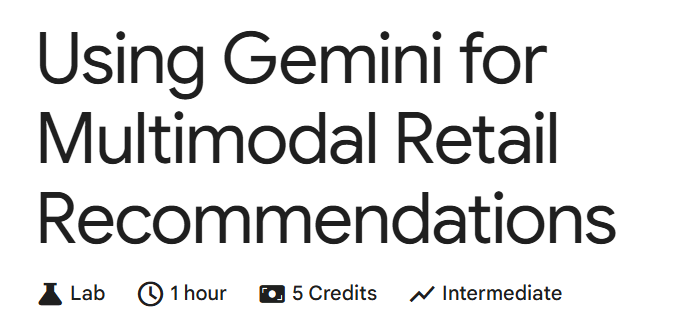 Using Gemini for
Multimodal Retail
Recommendations
Lab 1 hour 5 Credits Intermediate